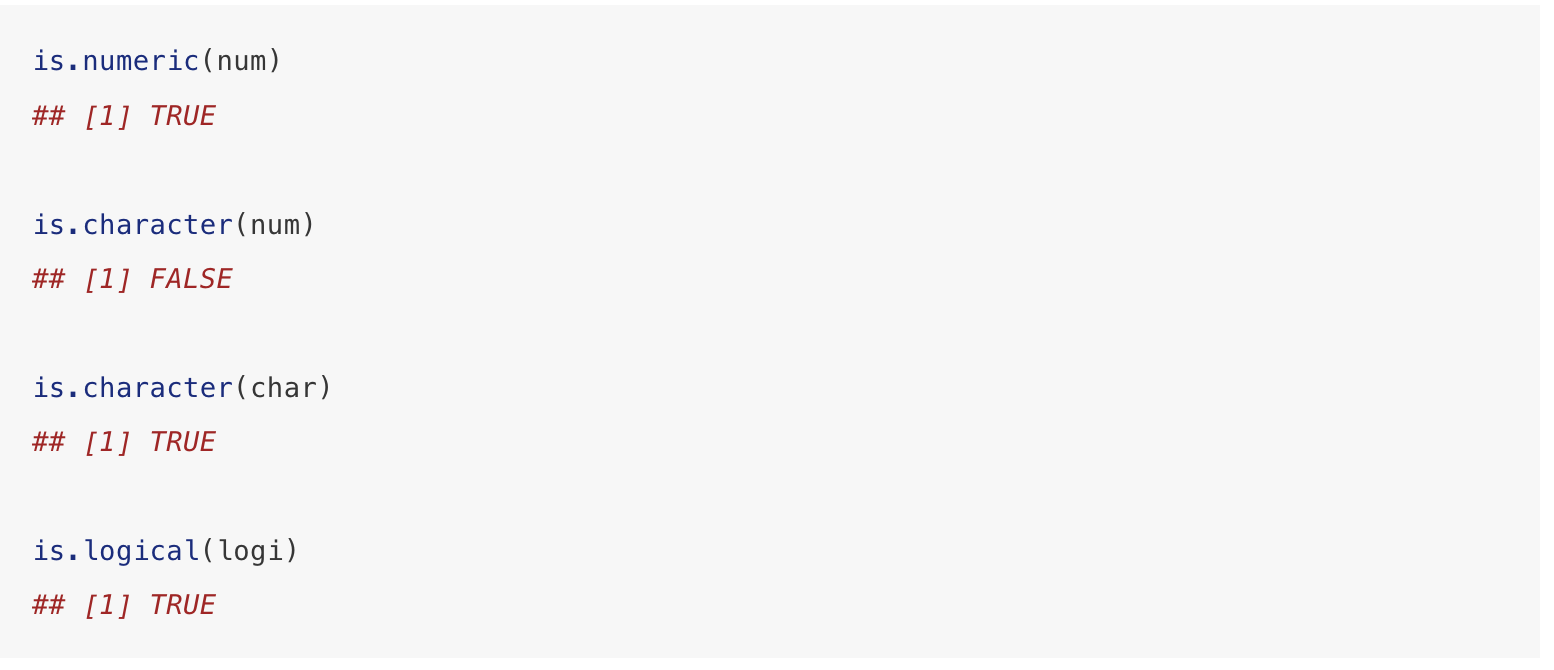 is.numeric(num)
## [1] TRUE
is.character(num)
## [1] FALSE
is.character(char)
## [1] TRUE
is.logical(logi)
## [1] TRUE